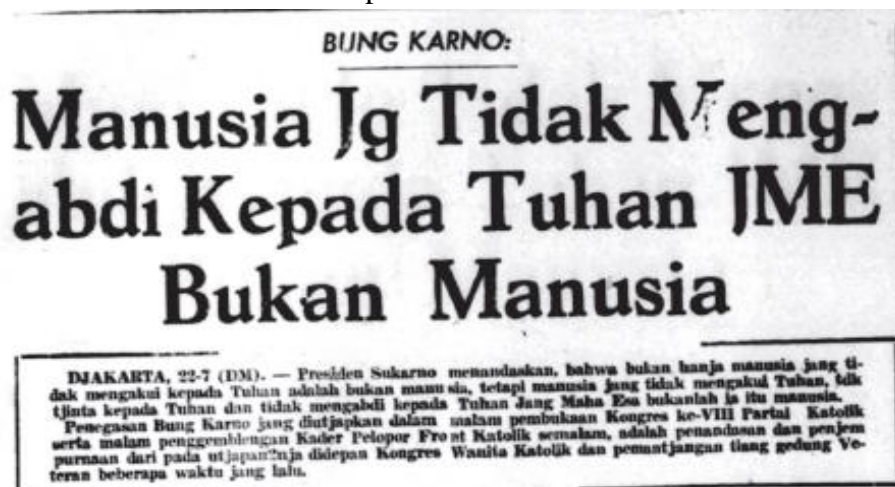 BUNG KARNO:
Manusia Jg Tidak Meng-
abdi Kepada Tuhan JME
Bukan Manusia
DJAKARTA, 22-7 (DM). — Presiden Sukarno menandaskan, bahwa bukan hanja manusia jang ti-
dak mengakui kepada Tuhan adalah bukan manusia, tetapi manusia jang tidak mengakui Tuhan, tdk
tjinta kepada Tuhan dan tidak mengabdi kepada Tuhan Jang Maha Esa bukanlah ia itu manusia.
Penegasan Bung Karno jang diutjapkan dalam malam pembukaan Kongres ke-VIII Partai Katolik
serta malam penggemblengan Kader Pelopor Front Katolik semalam, adalah penandasan dan penjem
purnaan dari pada utjapan2nja didepan Kongres Wanita Katolik dan pemantjangan tiang gedung Ve-
teran beberapa waktu jang lalu.